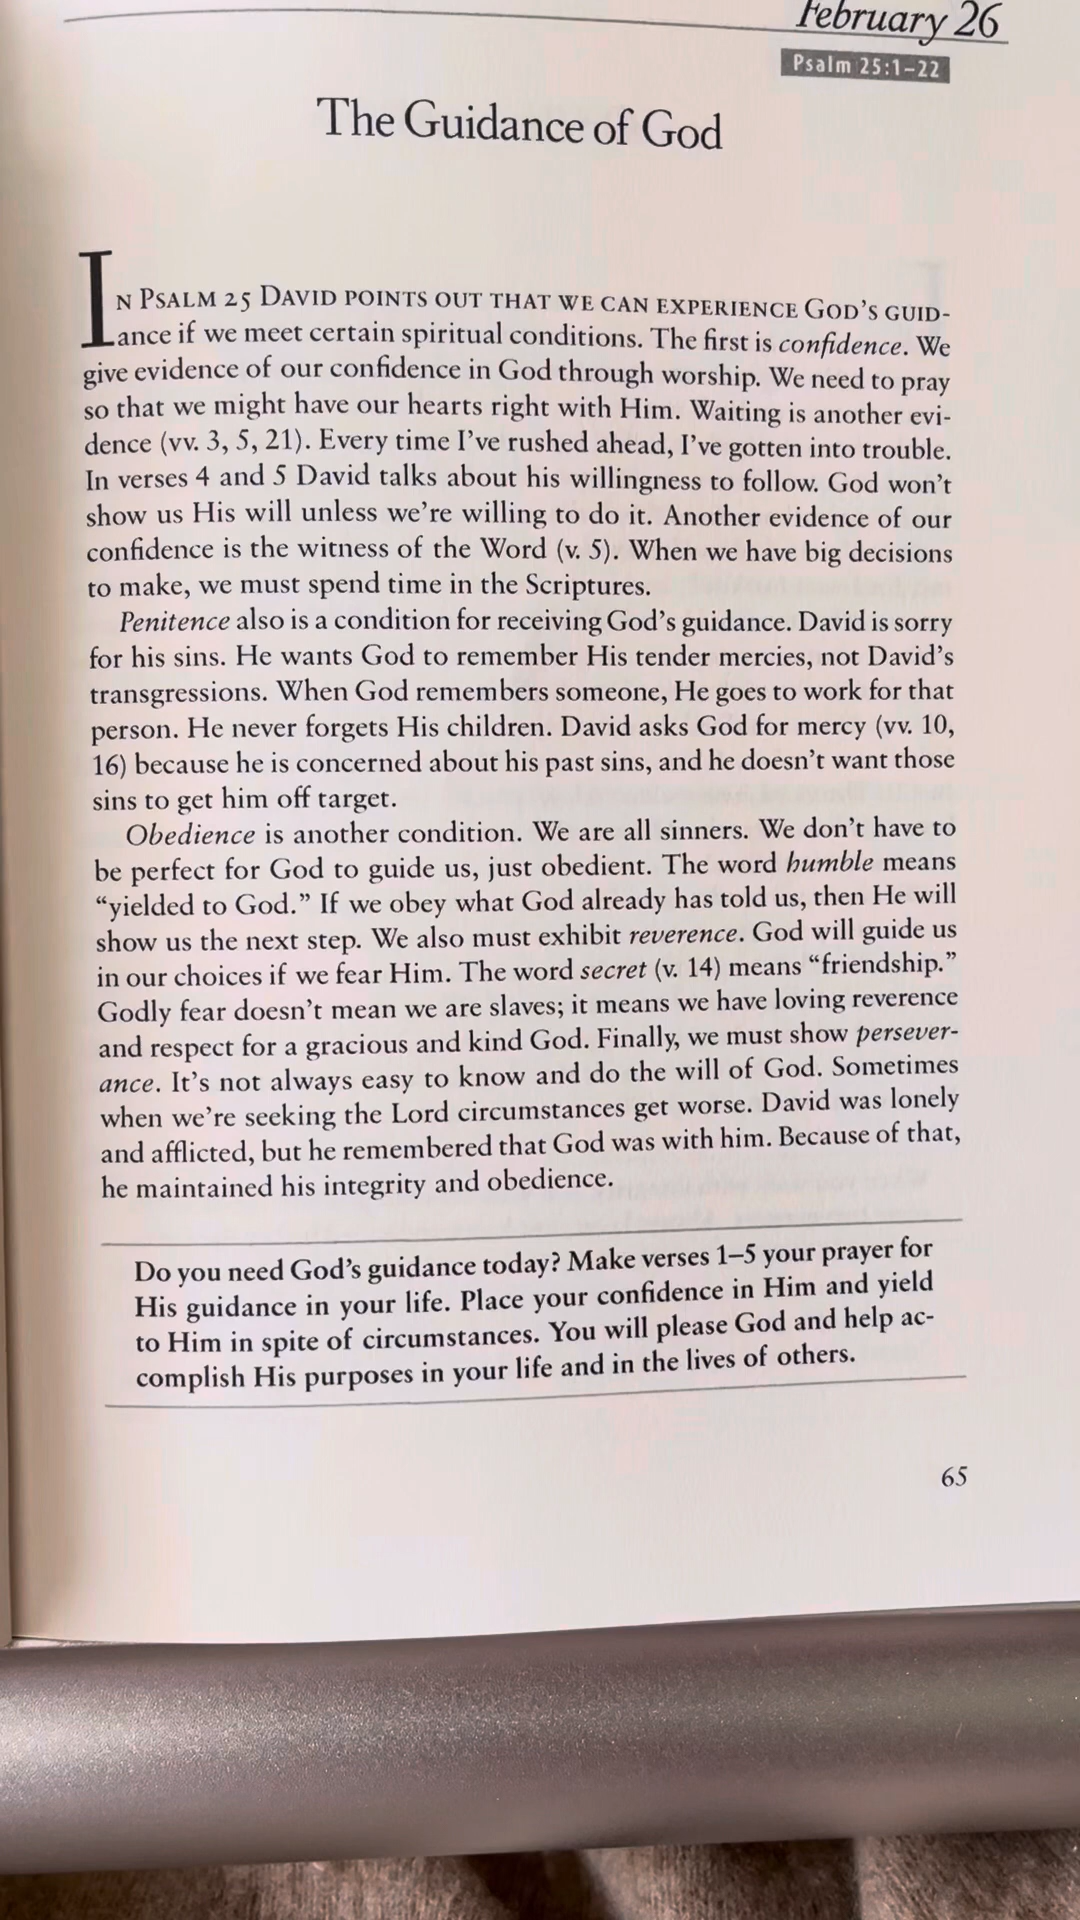 February 26
Psalm 25:1–22
The Guidance of God
IN PSALM 25 DAVID POINTS OUT THAT WE CAN EXPERIENCE GOD'S GUID-
ance if we meet certain spiritual conditions. The first is confidence. We
give evidence of our confidence in God through worship. We need to pray
so that we might have our hearts right with Him. Waiting is another evi-
dence (vv. 3, 5, 21). Every time I've rushed ahead, I've gotten into trouble.
In verses 4 and 5 David talks about his willingness to follow. God won't
show us His will unless we're willing to do it. Another evidence of our
confidence is the witness of the Word (v. 5). When we have big decisions
to make, we must spend time in the Scriptures.
Penitence also is a condition for receiving God's guidance. David is sorry
for his sins. He wants God to remember His tender mercies, not David's
transgressions. When God remembers someone, He goes to work for that
person. He never forgets His children. David asks God for mercy (vv. 10,
16) because he is concerned about his past sins, and he doesn't want those
sins to get him off target.
Obedience is another condition. We are all sinners. We don't have to
be perfect for God to guide us, just obedient. The word humble means
“yielded to God.” If we obey what God already has told us, then He will
show us the next step. We also must exhibit reverence. God will guide us
in our choices if we fear Him. The word secret (v. 14) means “friendship.”
Godly fear doesn't mean we are slaves; it means we have loving reverence
and respect for a gracious and kind God. Finally, we must show persever-
ance. It's not always easy to know and do the will of God. Sometimes
when we're seeking the Lord circumstances get worse. David was lonely
and afflicted, but he remembered that God was with him. Because of that,
he maintained his integrity and obedience.
Do you need God's guidance today? Make verses 1–5 your prayer for
His guidance in your life. Place your confidence in Him and yield
to Him in spite of circumstances. You will please God and help ac-
complish His purposes in your life and in the lives of others.
65